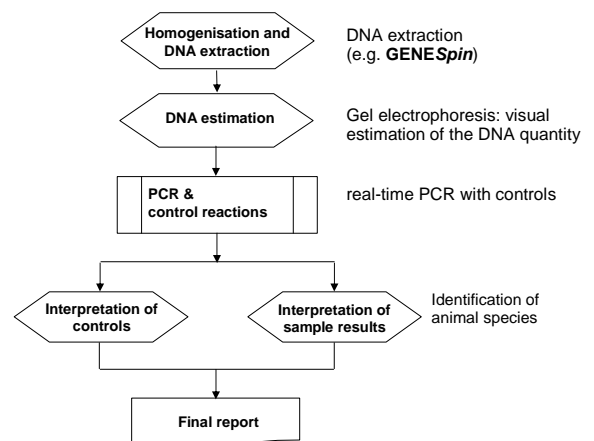 Homogenisation and
DNA extraction
DNA extraction
(e.g. GENESpin)
DNA estimation
Gel electrophoresis: visual
estimation of the DNA quantity
PCR &
control reactions
real-time PCR with controls
Interpretation of
controls
Interpretation of
sample results
Identification of
animal species
Final report